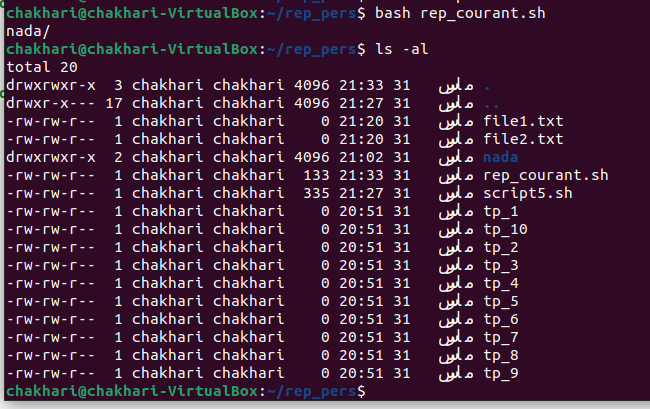 chakhari@chakhari-VirtualBox:~/rep_pers$ bash rep_courant.sh
nada/
chakhari@chakhari-VirtualBox:~/rep_pers$ ls -al
total 20
drwxrwxr-x  3 chakhari chakhari 4096 21:33 31 مارس .
drwxr-x--- 17 chakhari chakhari 4096 21:27 31 مارس ..
-rw-rw-r--  1 chakhari chakhari    0 21:20 31 مارس file1.txt
-rw-rw-r--  1 chakhari chakhari    0 21:20 31 مارس file2.txt
drwxrwxr-x  2 chakhari chakhari 4096 21:02 31 مارس nada
-rw-rw-r--  1 chakhari chakhari  133 21:33 31 مارس rep_courant.sh
-rw-rw-r--  1 chakhari chakhari  335 21:27 31 مارس script5.sh
-rw-rw-r--  1 chakhari chakhari    0 20:51 31 مارس tp_1
-rw-rw-r--  1 chakhari chakhari    0 20:51 31 مارس tp_10
-rw-rw-r--  1 chakhari chakhari    0 20:51 31 مارس tp_2
-rw-rw-r--  1 chakhari chakhari    0 20:51 31 مارس tp_3
-rw-rw-r--  1 chakhari chakhari    0 20:51 31 مارس tp_4
-rw-rw-r--  1 chakhari chakhari    0 20:51 31 مارس tp_5
-rw-rw-r--  1 chakhari chakhari    0 20:51 31 مارس tp_6
-rw-rw-r--  1 chakhari chakhari    0 20:51 31 مارس tp_7
-rw-rw-r--  1 chakhari chakhari    0 20:51 31 مارس tp_8
-rw-rw-r--  1 chakhari chakhari    0 20:51 31 مارس tp_9
chakhari@chakhari-VirtualBox:~/rep_pers$